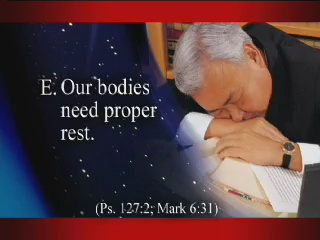 E. Our bodies
need proper
rest.
(Ps. 127:2; Mark 6:31)